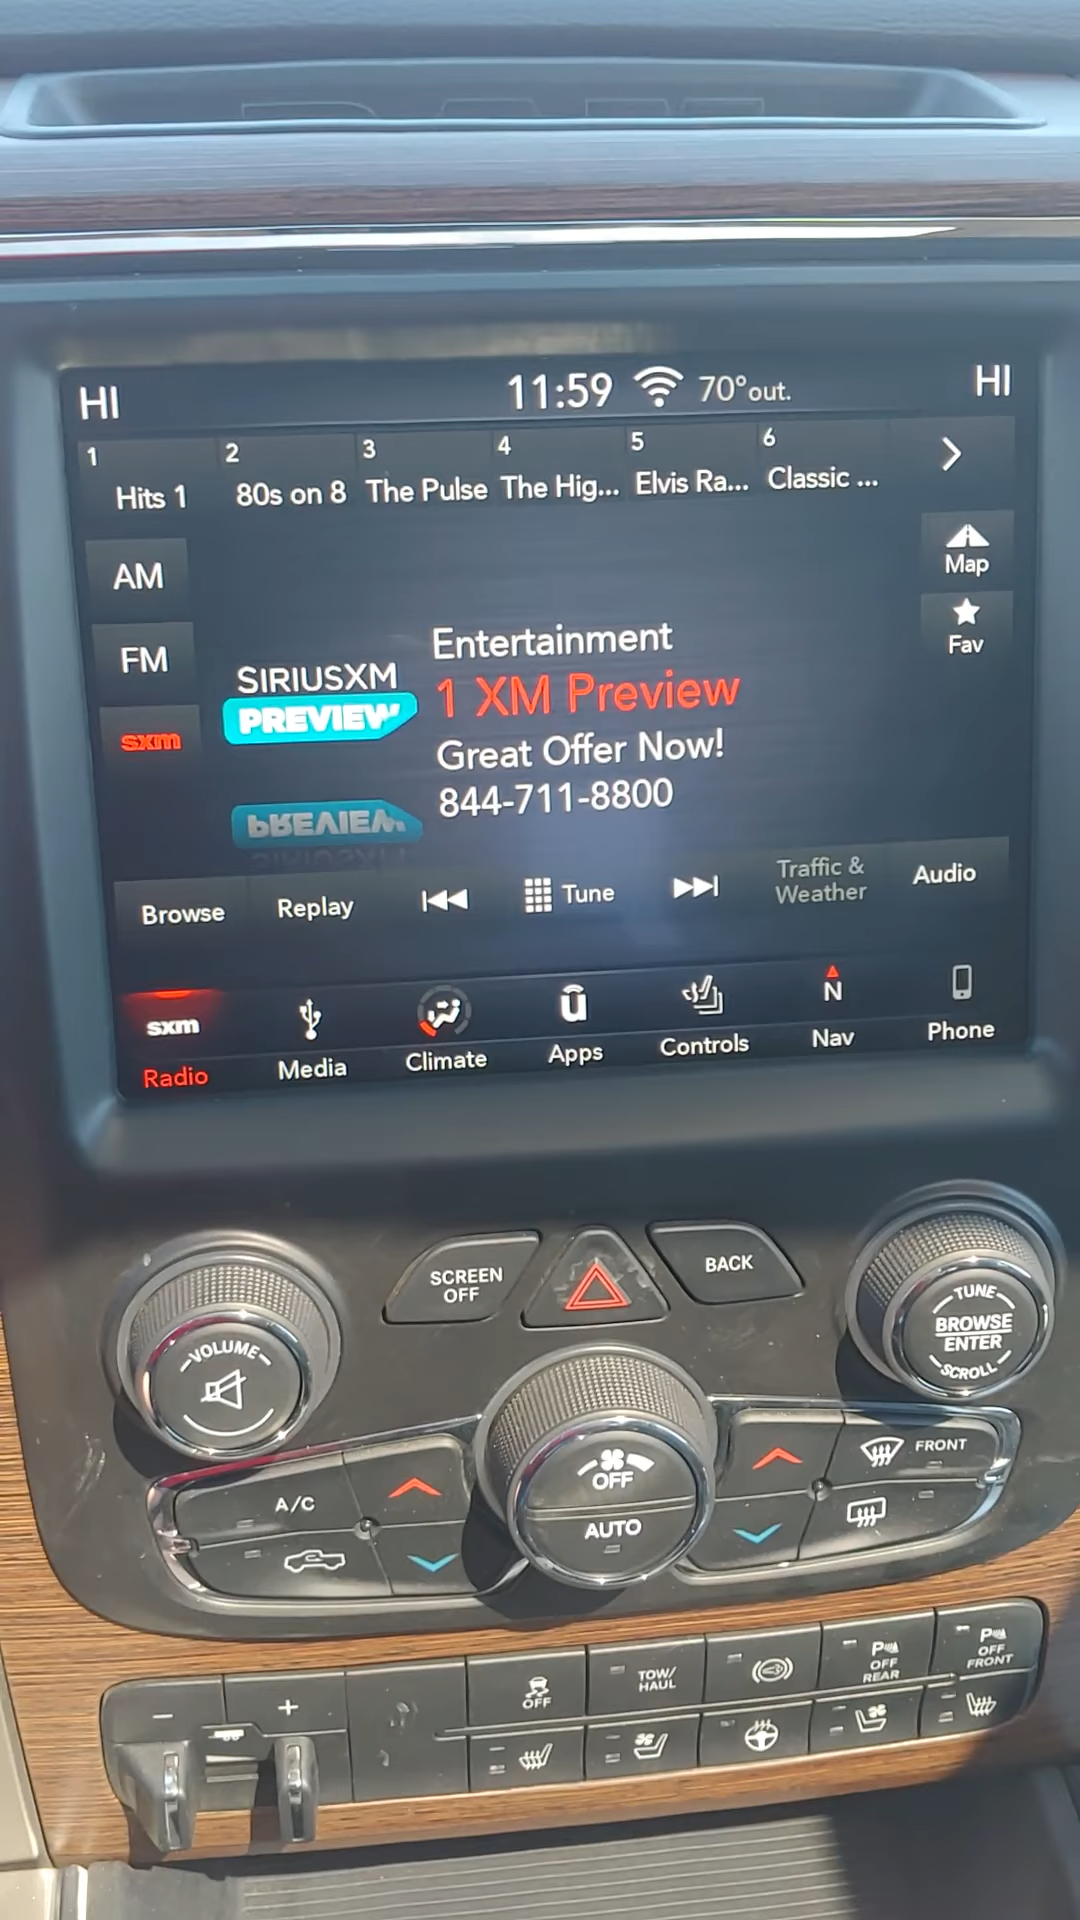 HI
11:59
70°out.
HI
1
2
3
4
5
6
Hits 1
80s on 8
The Pulse
The Hig...
Elvis Ra...
Classic ...
AM
FM
sxm
Map
Fav
SIRIUSXM
PREVIEW
Entertainment
1 XM Preview
Great Offer Now!
844-711-8800
Browse
Replay
Tune
Traffic &
Weather
Audio
sxm
Radio
Media
Climate
ū
Apps
Controls
N
Nav
Phone
SCREEN
OFF
BACK
VOLUME
TUNE
BROWSE
ENTER
SCROLL
A/C
OFF
AUTO
FRONT
− +
OFF
TOW/
HAUL
P
OFF
REAR
P
OFF
FRONT